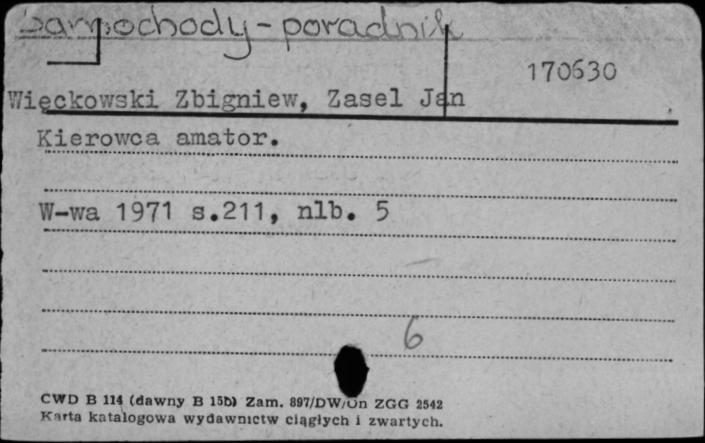 Samochody - poradnik
170630
Więckowski Zbigniew, Zasel Jan
Kierowca amator.
W-wa 1971 s.211, nlb. 5
6
CWD B 114 (dawny B 15b) Zam. 897/DW/On ZGG 2542
Karta katalogowa wydawnictw ciągłych i zwartych.